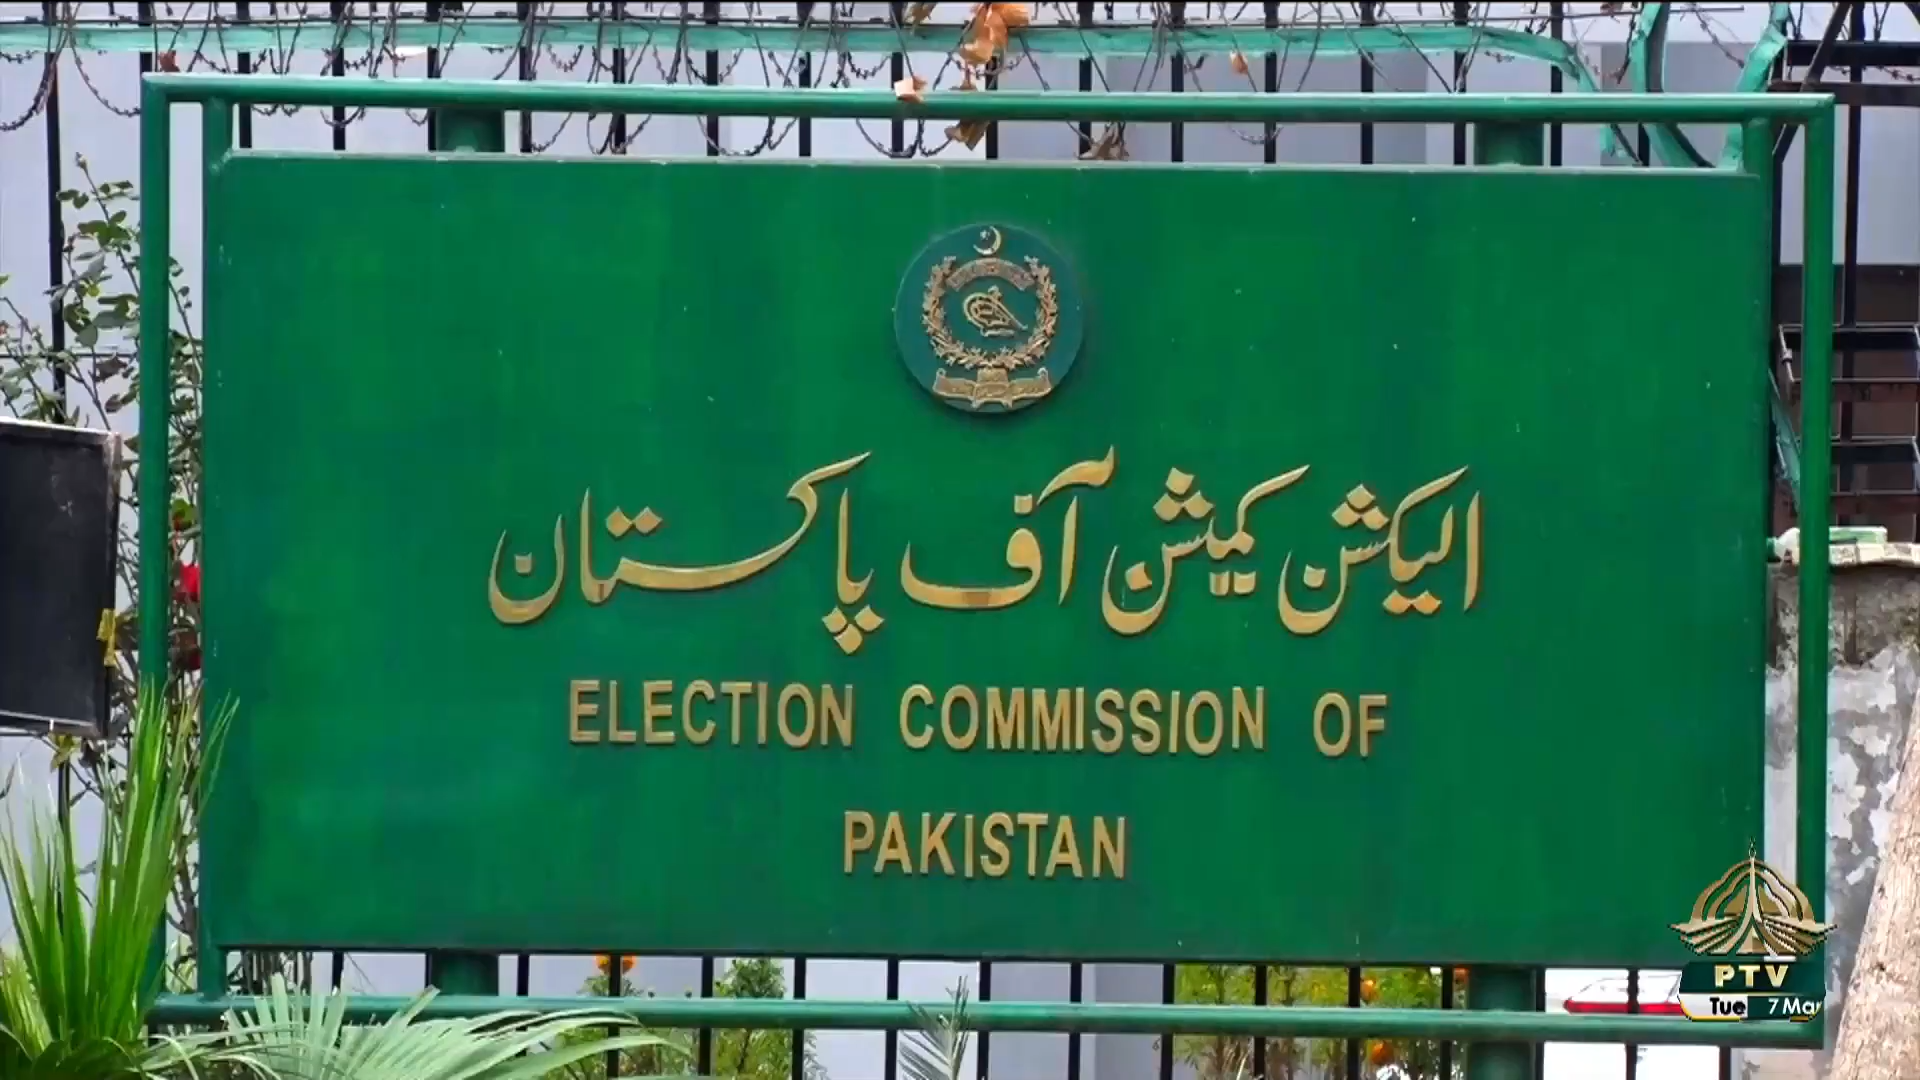 الیکشن کمیشن آف پاکستان
ELECTION COMMISSION OF
PAKISTAN
PTV
Tue 7 Mar